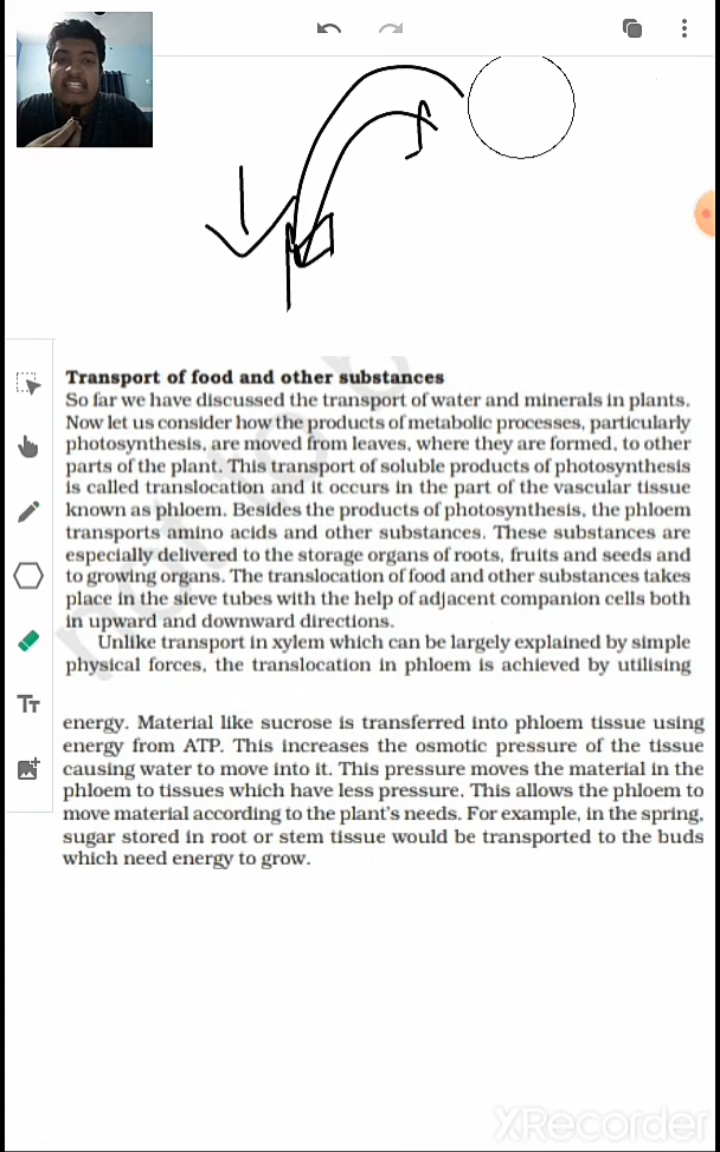 Transport of food and other substances
So far we have discussed the transport of water and minerals in plants.
Now let us consider how the products of metabolic processes, particularly
photosynthesis, are moved from leaves, where they are formed, to other
parts of the plant. This transport of soluble products of photosynthesis
is called translocation and it occurs in the part of the vascular tissue
known as phloem. Besides the products of photosynthesis, the phloem
transports amino acids and other substances. These substances are
especially delivered to the storage organs of roots, fruits and seeds and
to growing organs. The translocation of food and other substances takes
place in the sieve tubes with the help of adjacent companion cells both
in upward and downward directions.
Unlike transport in xylem which can be largely explained by simple
physical forces, the translocation in phloem is achieved by utilising
energy. Material like sucrose is transferred into phloem tissue using
energy from ATP. This increases the osmotic pressure of the tissue
causing water to move into it. This pressure moves the material in the
phloem to tissues which have less pressure. This allows the phloem to
move material according to the plant's needs. For example, in the spring,
sugar stored in root or stem tissue would be transported to the buds
which need energy to grow.
TT
XRecorder